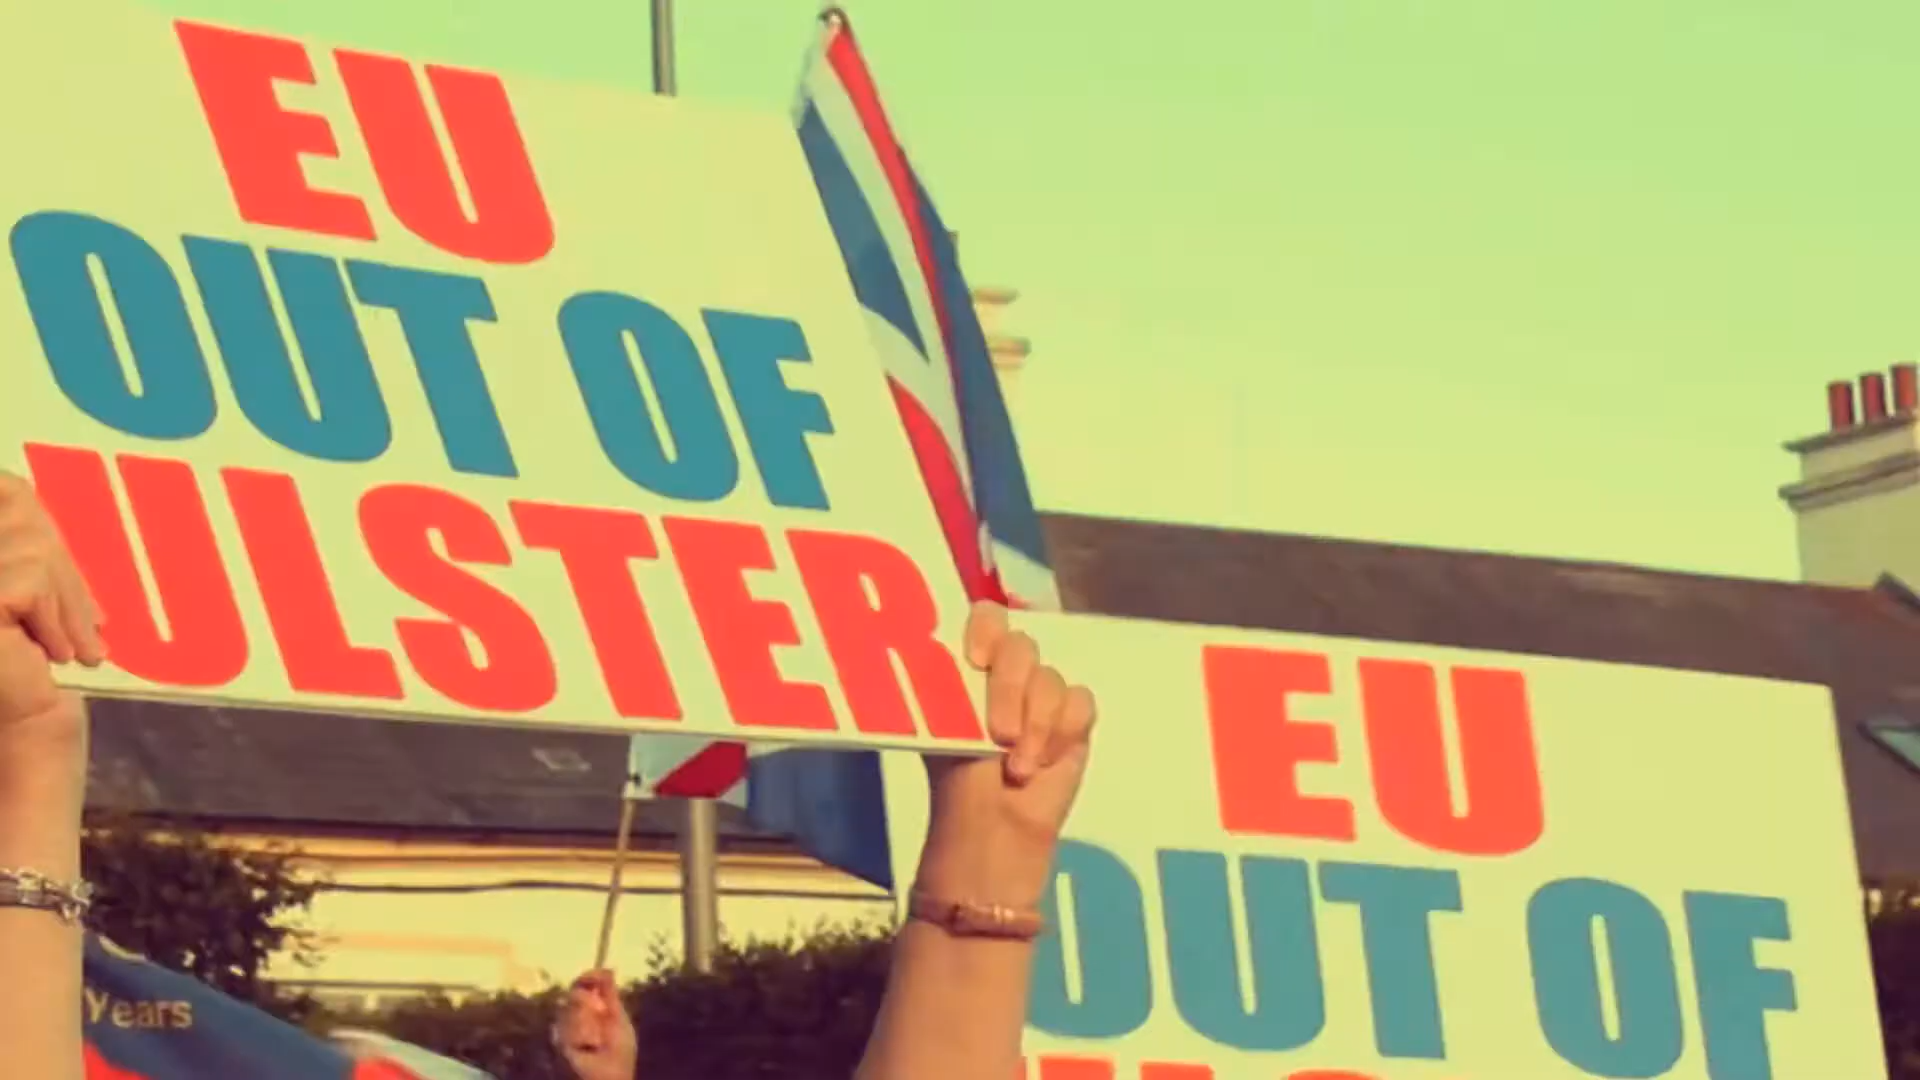 EU
OUT OF
ULSTER
EU
OUT OF
Years